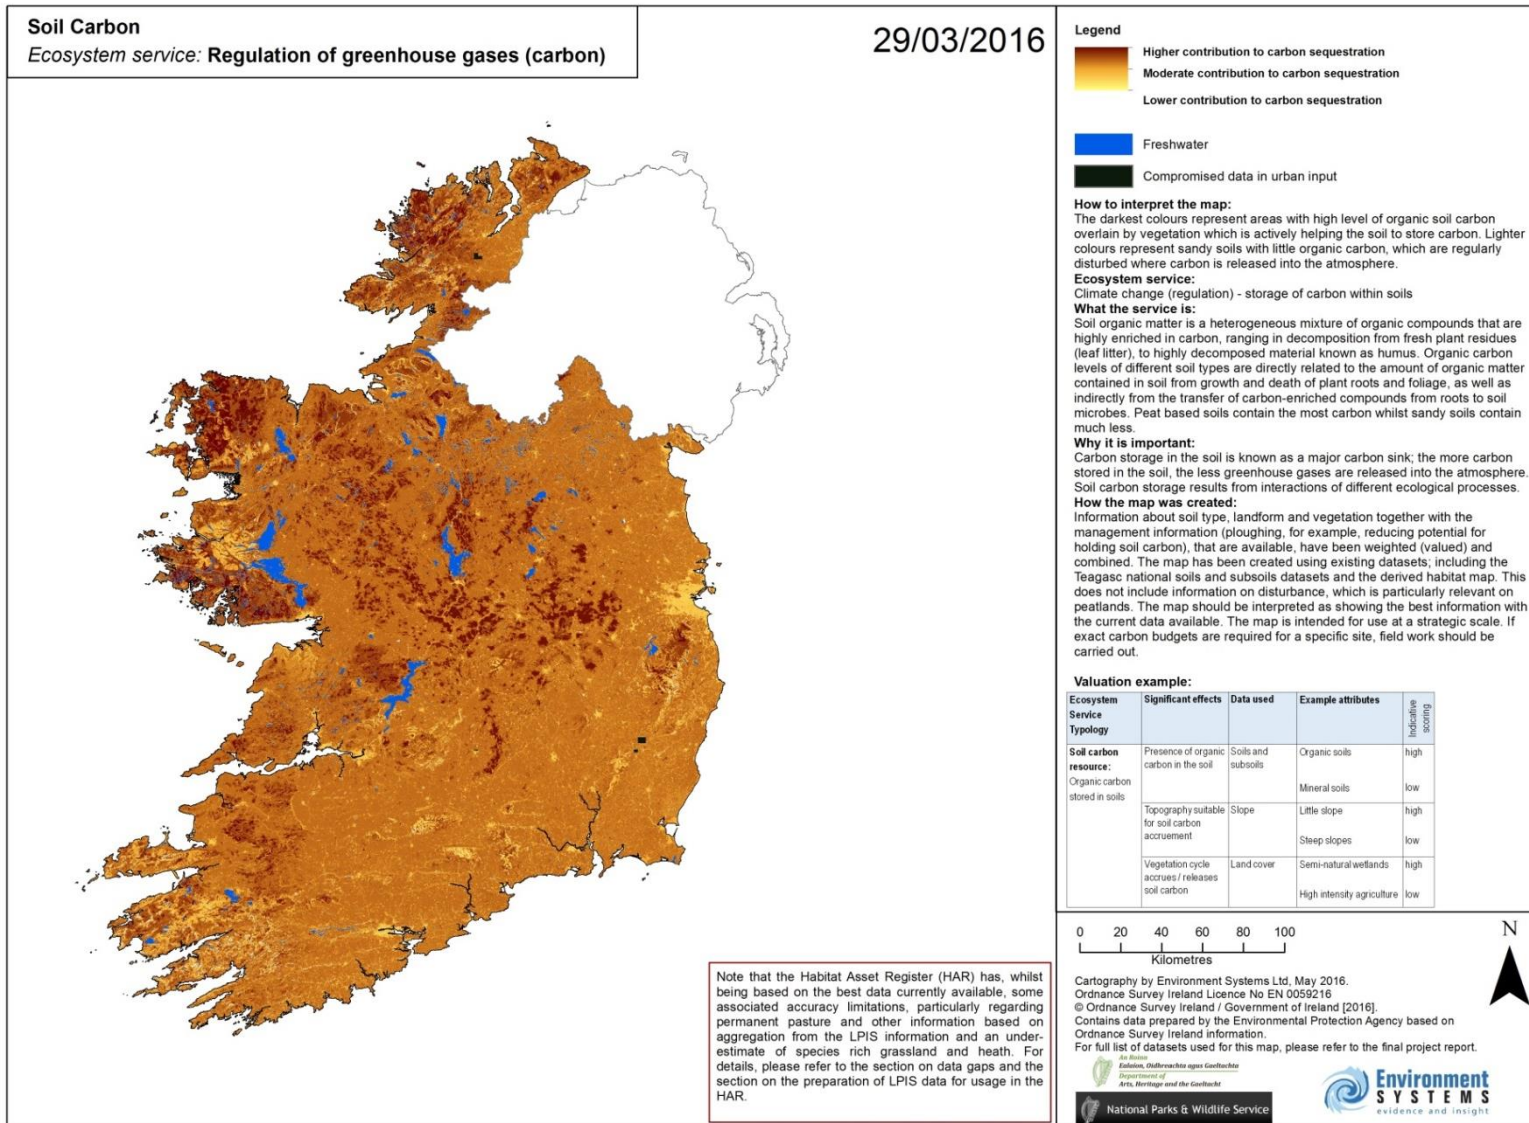 Soil Carbon
Ecosystem service: Regulation of greenhouse gases (carbon)
29/03/2016
Legend
Higher contribution to carbon sequestration
Moderate contribution to carbon sequestration
Lower contribution to carbon sequestration
Freshwater
Compromised data in urban input
How to interpret the map:
The darkest colours represent areas with high level of organic soil carbon
overlain by vegetation which is actively helping the soil to store carbon. Lighter
colours represent sandy soils with little organic carbon, which are regularly
disturbed where carbon is released into the atmosphere.
Ecosystem service:
Climate change (regulation) - storage of carbon within soils
What the service is:
Soil organic matter is a heterogeneous mixture of organic compounds that are
highly enriched in carbon, ranging in decomposition from fresh plant residues
(leaf litter), to highly decomposed material known as humus. Organic carbon
levels of different soil types are directly related to the amount of organic matter
contained in soil from growth and death of plant roots and foliage, as well as
indirectly from the transfer of carbon-enriched compounds from roots to soil
microbes. Peat based soils contain the most carbon whilst sandy soils contain
much less.
Why it is important:
Carbon storage in the soil is known as a major carbon sink; the more carbon
stored in the soil, the less greenhouse gases are released into the atmosphere.
Soil carbon storage results from interactions of different ecological processes.
How the map was created:
Information about soil type, landform and vegetation together with the
management information (ploughing, for example, reducing potential for
holding soil carbon), that are available, have been weighted (valued) and
combined. The map has been created using existing datasets; including the
Teagasc national soils and subsoils datasets and the derived habitat map. This
does not include information on disturbance, which is particularly relevant on
peatlands. The map should be interpreted as showing the best information with
the current data available. The map is intended for use at a strategic scale. If
exact carbon budgets are required for a specific site, field work should be
carried out.
Valuation example:
Ecosystem Service Typology
Significant effects
Data used
Example attributes
Indicative scoring
Soil carbon resource:
Organic carbon stored in soils
Presence of organic carbon in the soil
Soils and subsoils
Organic soils
high
Mineral soils
low
Topography suitable for soil carbon accruement
Slope
Little slope
high
Steep slopes
low
Vegetation cycle accrues / releases soil carbon
Land cover
Semi-natural wetlands
high
High intensity agriculture
low
0 20 40 60 80 100
Kilometres
N
Cartography by Environment Systems Ltd, May 2016.
Ordnance Survey Ireland Licence No EN 0059216
© Ordnance Survey Ireland / Government of Ireland [2016].
Contains data prepared by the Environmental Protection Agency based on
Ordnance Survey Ireland information.
For full list of datasets used for this map, please refer to the final project report.
An Roinn
Ealaíon, Oidhreachta agus Gaeltachta
Department of
Arts, Heritage and the Gaeltacht
National Parks & Wildlife Service
Environment
SYSTEMS
evidence and insight
Note that the Habitat Asset Register (HAR) has, whilst
being based on the best data currently available, some
associated accuracy limitations, particularly regarding
permanent pasture and other information based on
aggregation from the LPIS information and an under-
estimate of species rich grassland and heath. For
details, please refer to the section on data gaps and the
section on the preparation of LPIS data for usage in the
HAR.